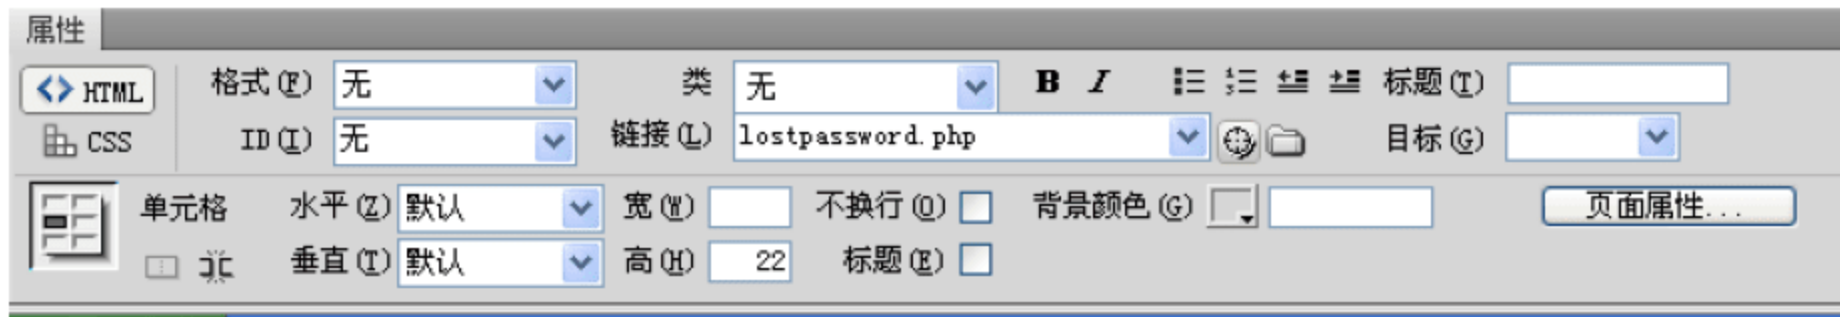 属性
HTML 格式(F) 无 类 无 B I 标题(T)
CSS ID(I) 无 链接(L) lostpassword.php 目标(G)
单元格 水平(Z) 默认 宽(W) 不换行(O) 背景颜色(G) 页面属性...
垂直(T) 默认 高(H) 22 标题(E)